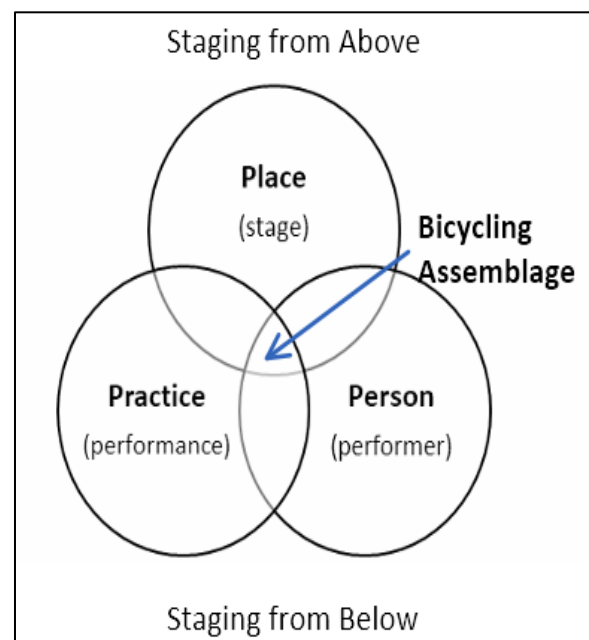 Staging from Above
Place
(stage)
Bicycling
Assemblage
Practice
(performance)
Person
(performer)
Staging from Below